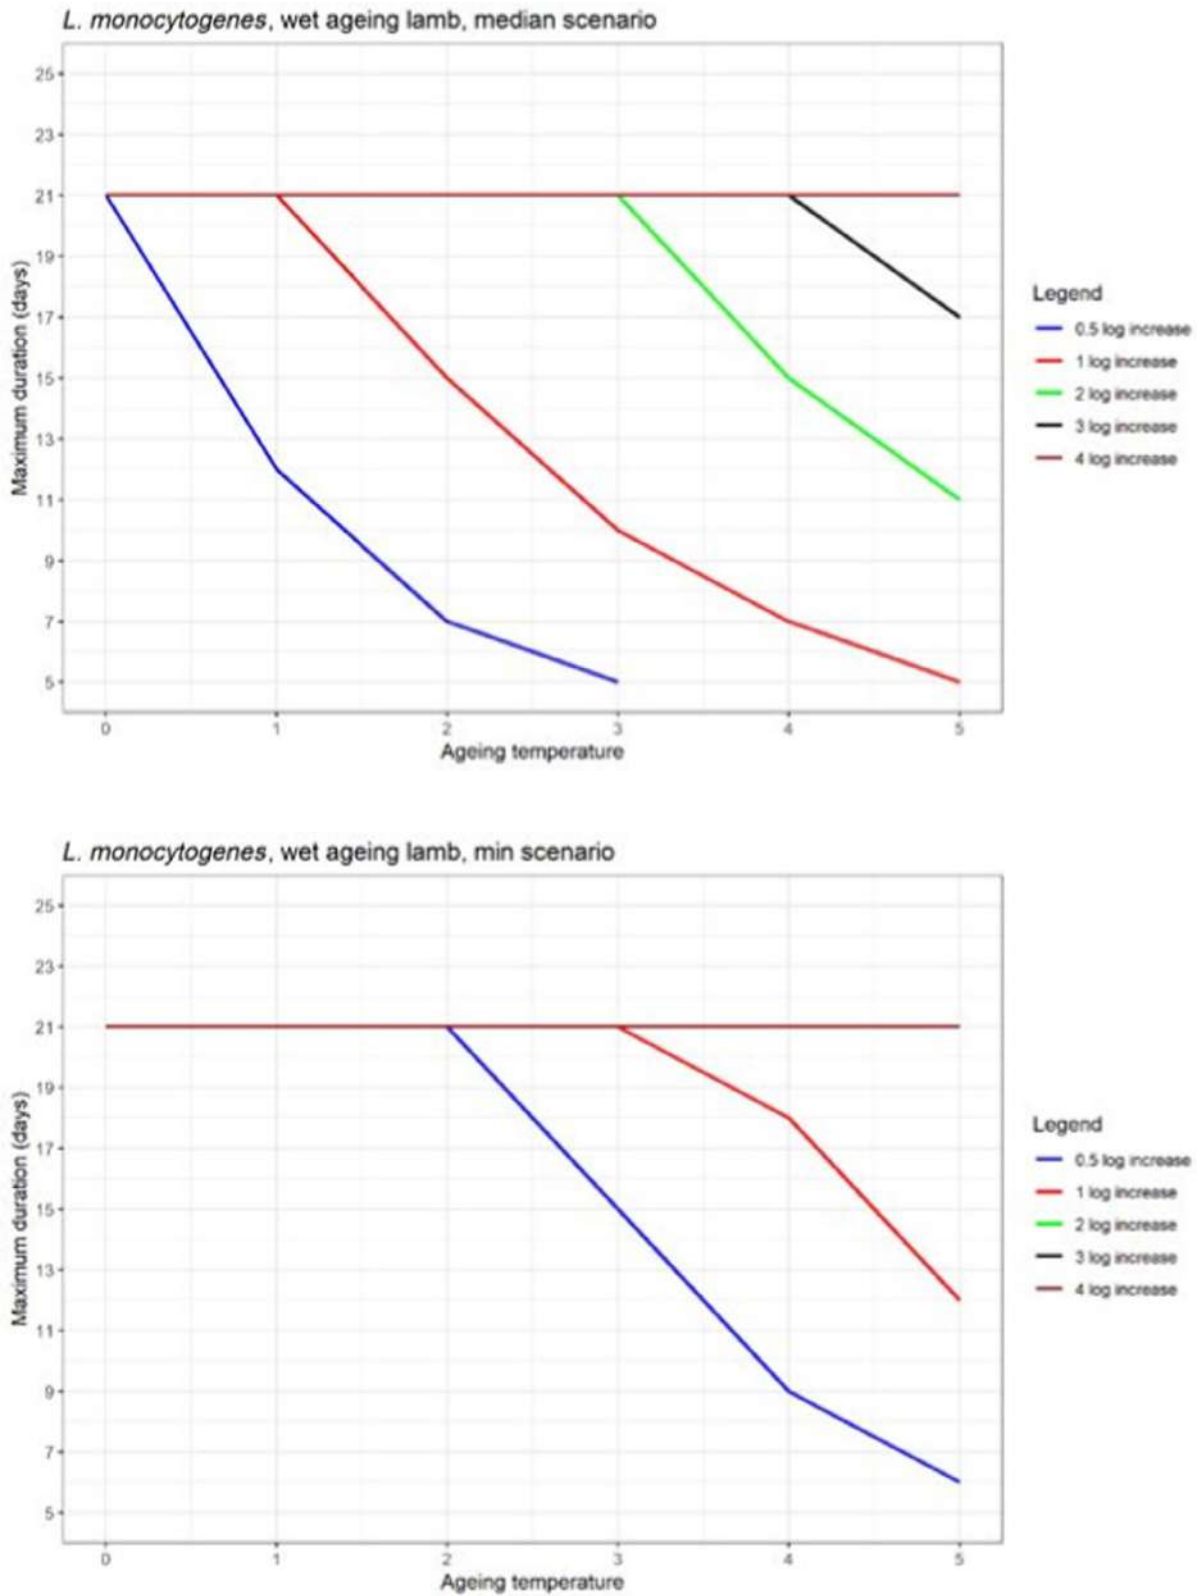 L. monocytogenes, wet ageing lamb, median scenario
25
23
21
19
17
15
13
11
9
7
5
Maximum duration (days)
0 1 2 3 4 5
Ageing temperature
Legend
0.5 log increase
1 log increase
2 log increase
3 log increase
4 log increase
L. monocytogenes, wet ageing lamb, min scenario
25
23
21
19
17
15
13
11
9
7
5
Maximum duration (days)
0 1 2 3 4 5
Ageing temperature
Legend
0.5 log increase
1 log increase
2 log increase
3 log increase
4 log increase